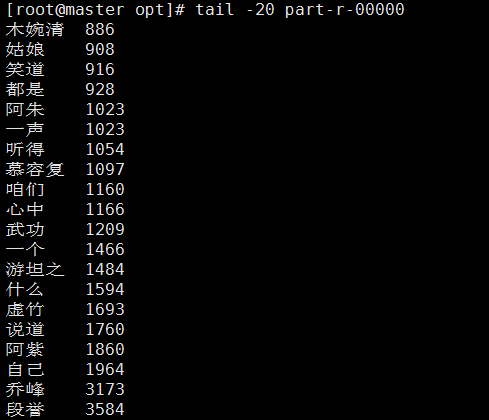 [root@master opt]# tail -20 part-r-00000
木婉清 886
姑娘 908
笑道 916
都是 928
阿朱 1023
一声 1023
听得 1054
慕容复 1097
咱们 1160
心中 1166
武功 1209
一个 1466
游坦之 1484
什么 1594
虚竹 1693
说道 1760
阿紫 1860
自己 1964
乔峰 3173
段誉 3584